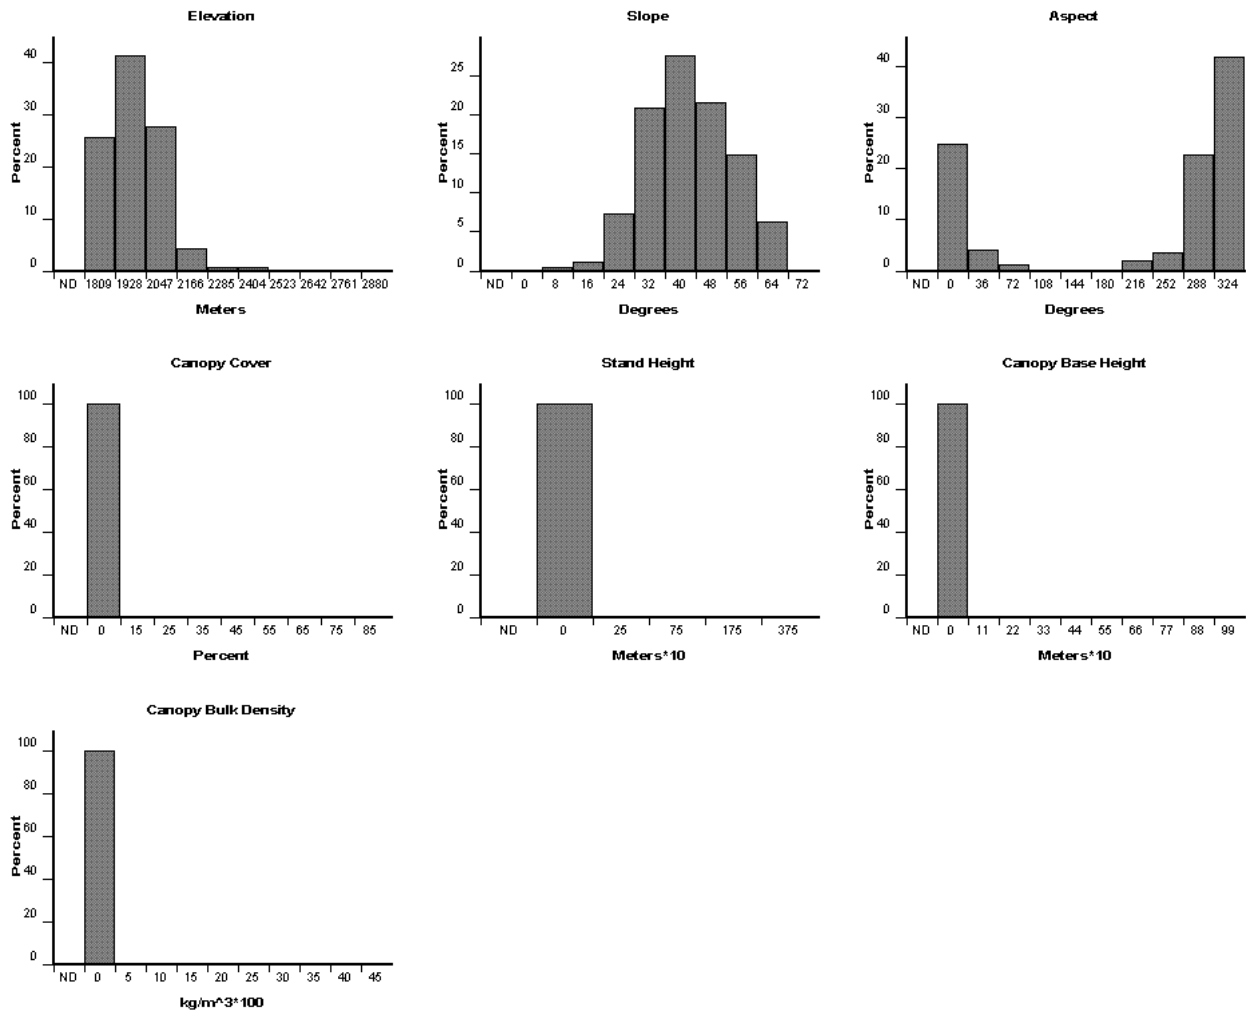 Elevation
Percent
40
30
20
10
0
ND 1809 1928 2047 2166 2285 2404 2523 2642 2761 2880
Meters
Slope
Percent
25
20
15
10
5
0
ND 0 8 16 24 32 40 48 56 64 72
Degrees
Aspect
Percent
40
30
20
10
0
ND 0 36 72 108 144 180 216 252 288 324
Degrees
Canopy Cover
Percent
100
80
60
40
20
0
ND 0 15 25 35 45 55 65 75 85
Percent
Stand Height
Percent
100
80
60
40
20
0
ND 0 25 75 175 375
Meters*10
Canopy Base Height
Percent
100
80
60
40
20
0
ND 0 11 22 33 44 55 66 77 88 99
Meters*10
Canopy Bulk Density
Percent
100
80
60
40
20
0
ND 0 5 10 15 20 25 30 35 40 45
kg/m^3*100